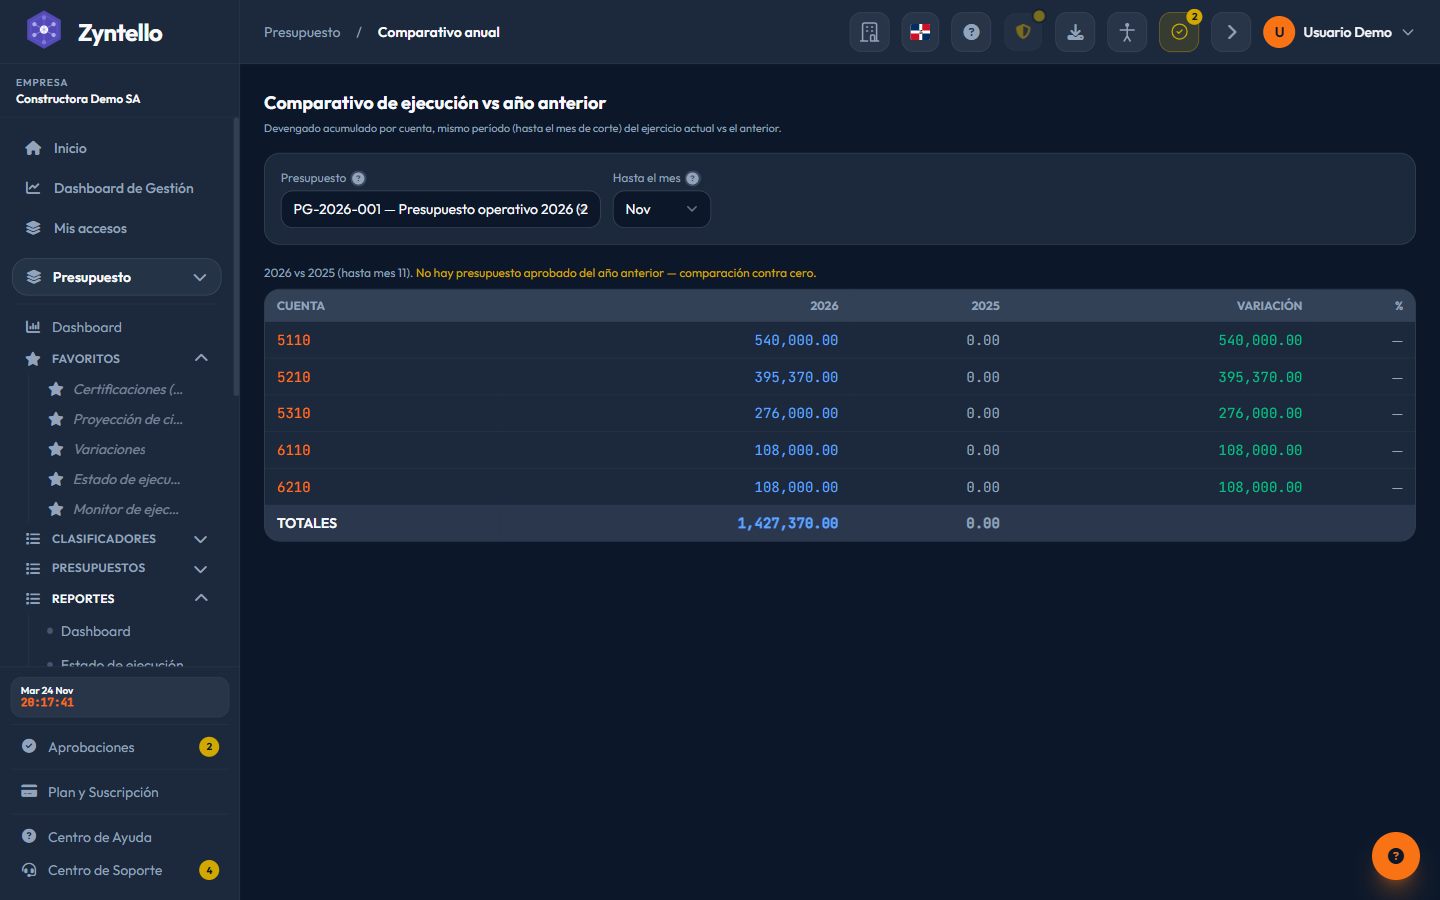 Zyntello
Presupuesto / Comparativo anual
2
U
Usuario Demo
EMPRESA
Constructora Demo SA
Inicio
Dashboard de Gestión
Mis accesos
Presupuesto
Dashboard
FAVORITOS
Certificaciones (...
Proyección de ci...
Variaciones
Estado de ejecu...
Monitor de ejec...
CLASIFICADORES
PRESUPUESTOS
REPORTES
Dashboard
Estado de ejecución
Mar 24 Nov
20:17:41
Aprobaciones 2
Plan y Suscripción
Centro de Ayuda
Centro de Soporte 4
Comparativo de ejecución vs año anterior
Devengado acumulado por cuenta, mismo período (hasta el mes de corte) del ejercicio actual vs el anterior.
Presupuesto ? Hasta el mes ?
PG-2026-001 — Presupuesto operativo 2026 (2 Nov
2026 vs 2025 (hasta mes 11). No hay presupuesto aprobado del año anterior — comparación contra cero.
CUENTA 2026 2025 VARIACIÓN %
5110 540,000.00 0.00 540,000.00 —
5210 395,370.00 0.00 395,370.00 —
5310 276,000.00 0.00 276,000.00 —
6110 108,000.00 0.00 108,000.00 —
6210 108,000.00 0.00 108,000.00 —
TOTALES 1,427,370.00 0.00